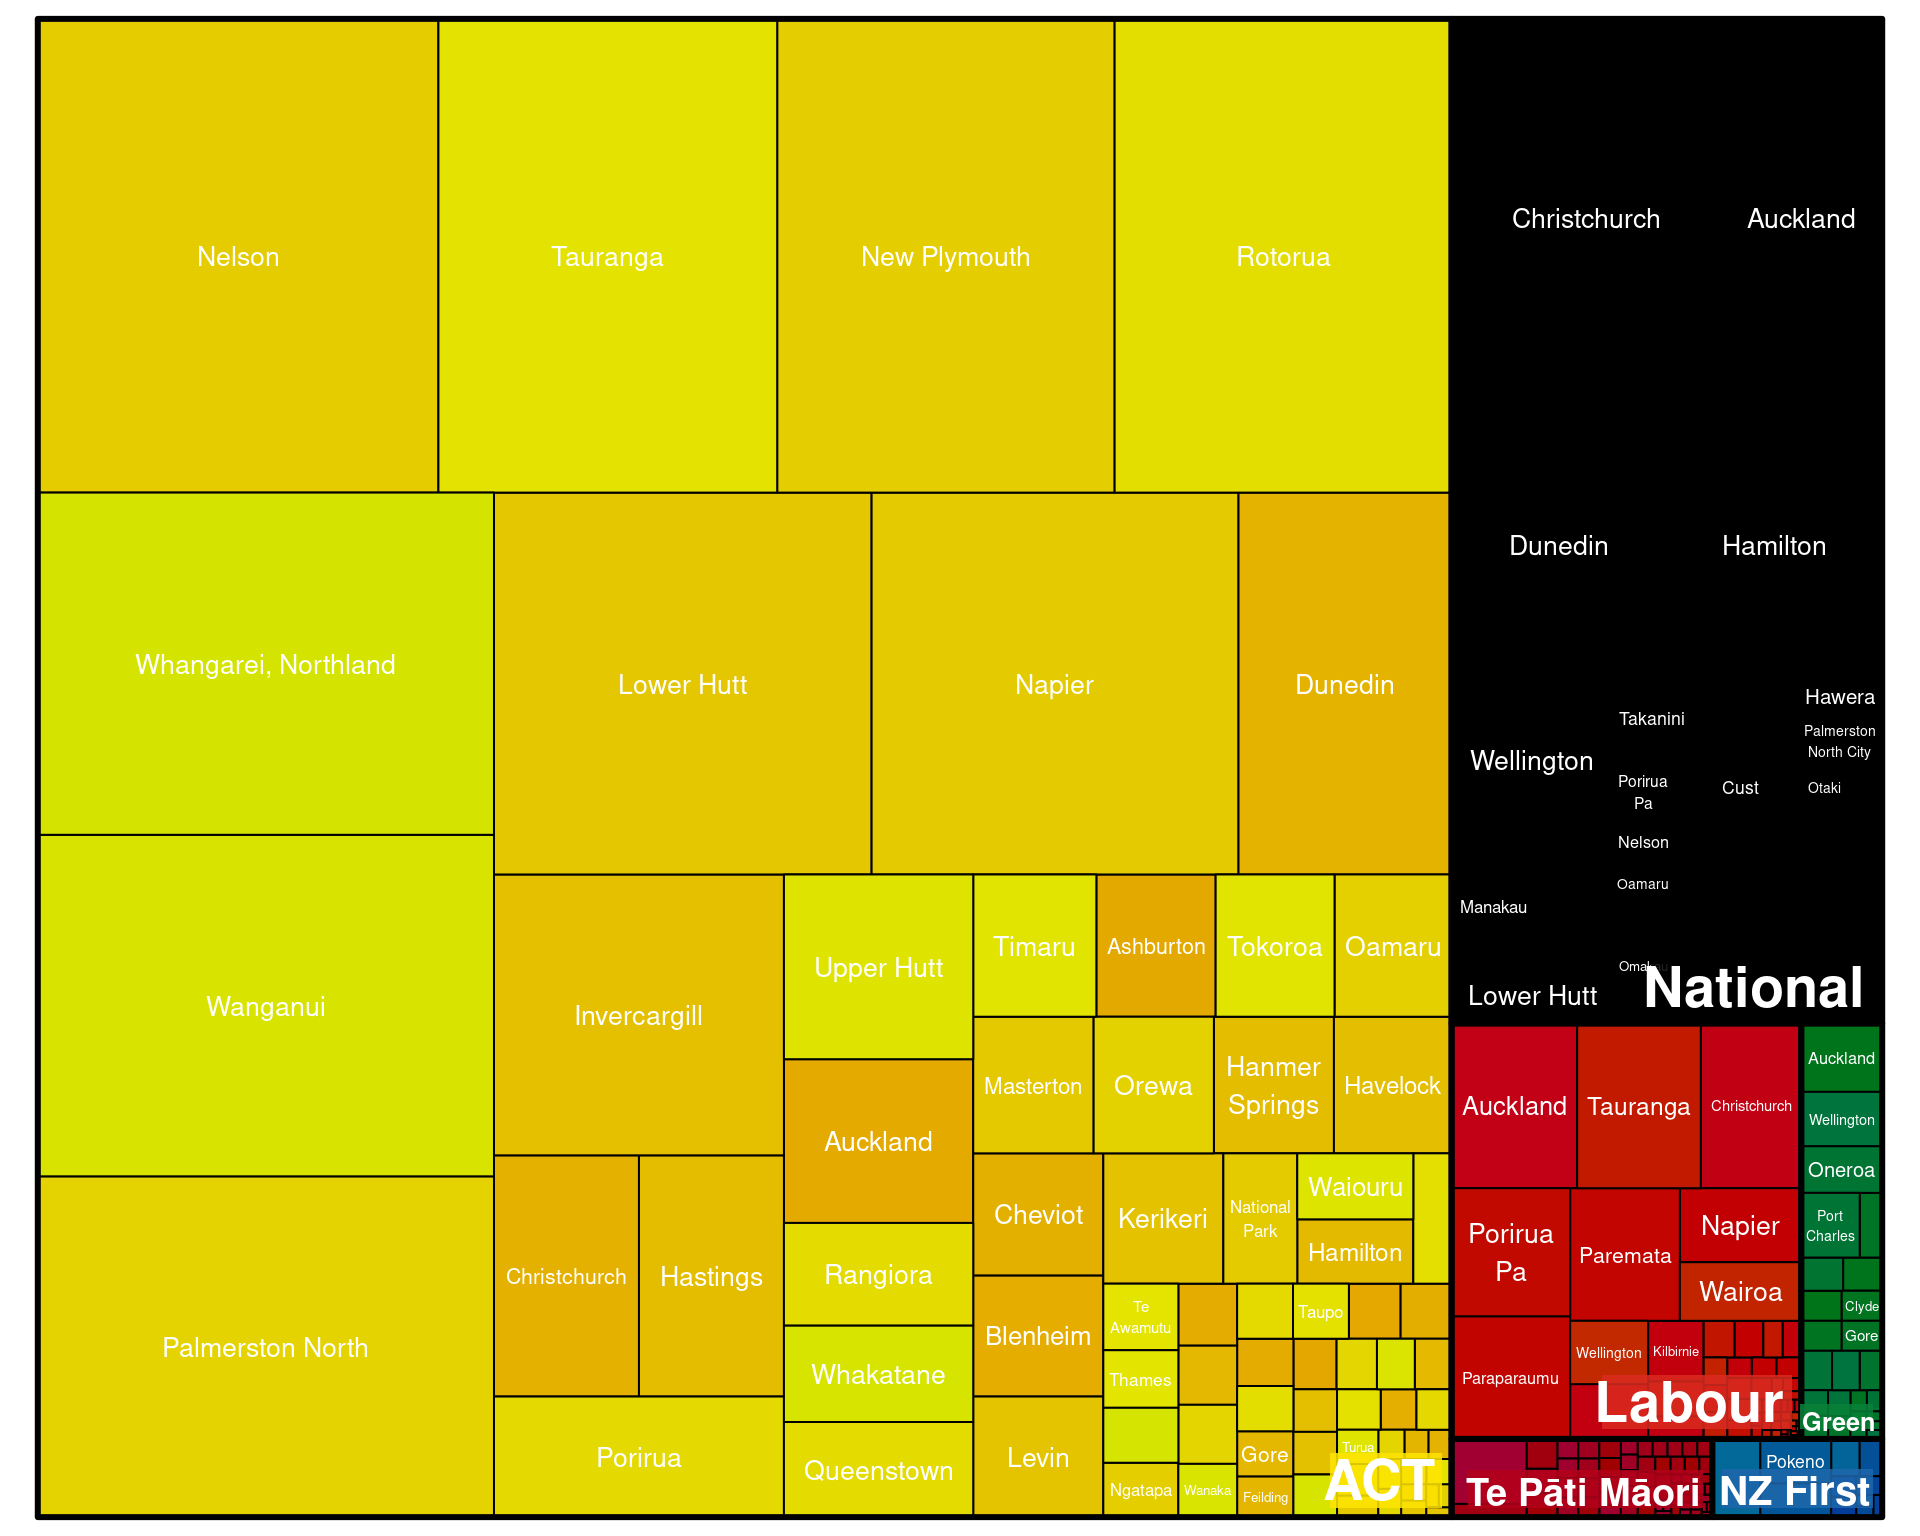 Nelson
Tauranga
New Plymouth
Rotorua
Whangarei, Northland
Lower Hutt
Napier
Dunedin
Wanganui
Palmerston North
Invercargill
Christchurch
Hastings
Porirua
Upper Hutt
Auckland
Rangiora
Whakatane
Queenstown
Timaru
Ashburton
Tokoroa
Oamaru
Masterton
Orewa
Hanmer
Springs
Havelock
Cheviot
Blenheim
Levin
Kerikeri
National
Park
Waiouru
Hamilton
Te
Awamutu
Thames
Ngatapa
Wanaka
Taupo
Gore
Feilding
Turua
ACT
Christchurch
Auckland
Dunedin
Hamilton
Wellington
Takanini
Hawera
Palmerston
North City
Porirua
Pa
Cust
Otaki
Nelson
Oamaru
Manakau
Omakau
Lower Hutt
National
Auckland
Tauranga
Christchurch
Porirua
Pa
Paremata
Napier
Wairoa
Paraparaumu
Wellington
Kilbirnie
Labour
Auckland
Wellington
Oneroa
Port
Charles
Clyde
Gore
Green
Te Pāti Māori
Pokeno
NZ First